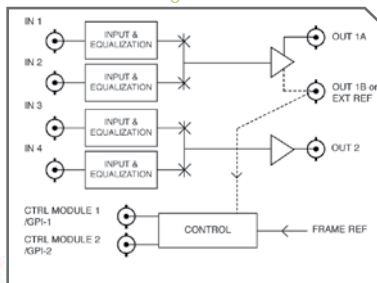 IN 1
INPUT &
EQUALIZATION
OUT 1A
IN 2
INPUT &
EQUALIZATION
OUT 1B or
EXT REF
IN 3
INPUT &
EQUALIZATION
IN 4
INPUT &
EQUALIZATION
OUT 2
CTRL MODULE 1
/GPI-1
CONTROL
FRAME REF
CTRL MODULE 2
/GPI-2